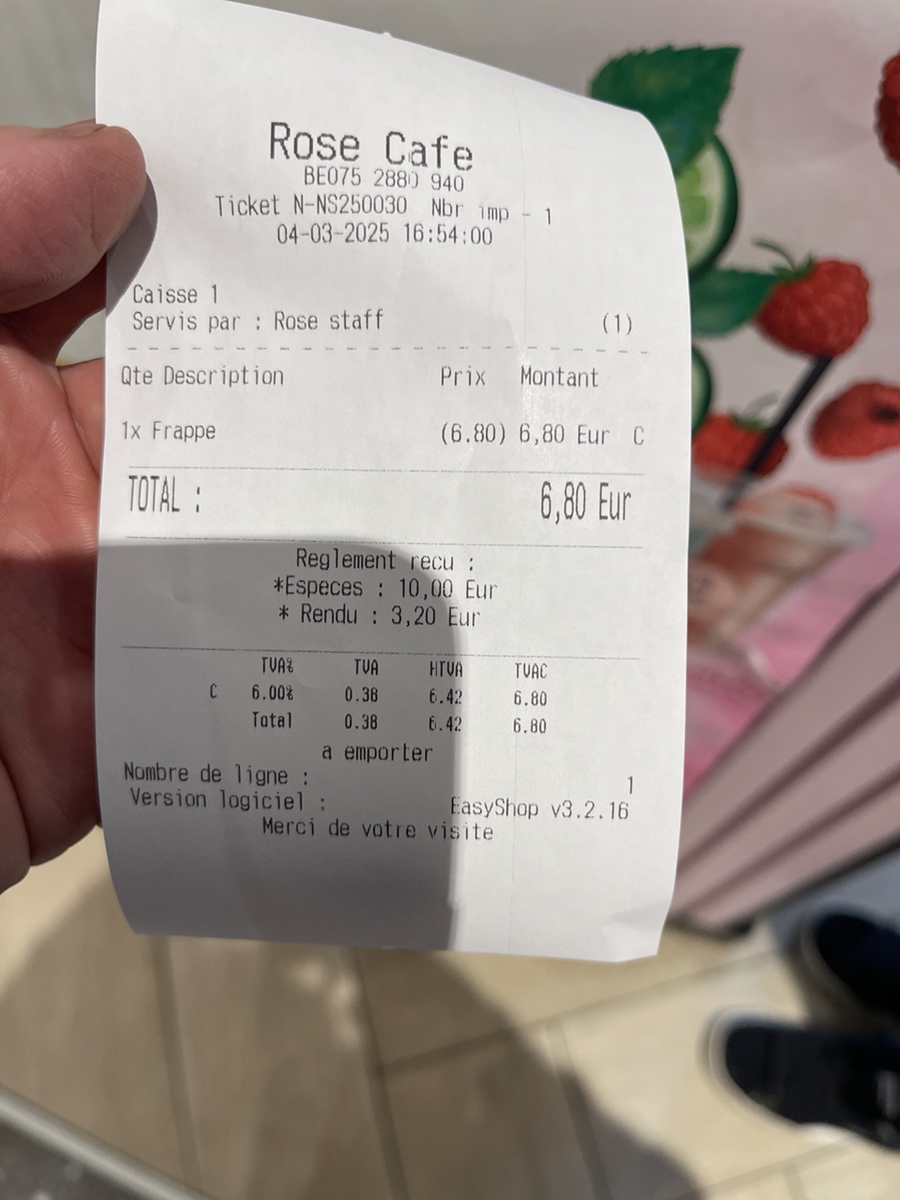 Rose Cafe
BE075 2880 940
Ticket N-NS250030 Nbr imp - 1
04-03-2025 16:54:00
Caisse 1
Servis par : Rose staff (1)
Qte Description Prix Montant
1x Frappe (6.80) 6,80 Eur C
TOTAL : 6,80 Eur
Reglement recu :
*Especes : 10,00 Eur
* Rendu : 3,20 Eur
TVA% TVA HTVA TVAC
C 6.00% 0.38 6.42 6.80
Total 0.38 6.42 6.80
a emporter
Nombre de ligne : 1
Version logiciel : EasyShop v3.2.16
Merci de votre visite